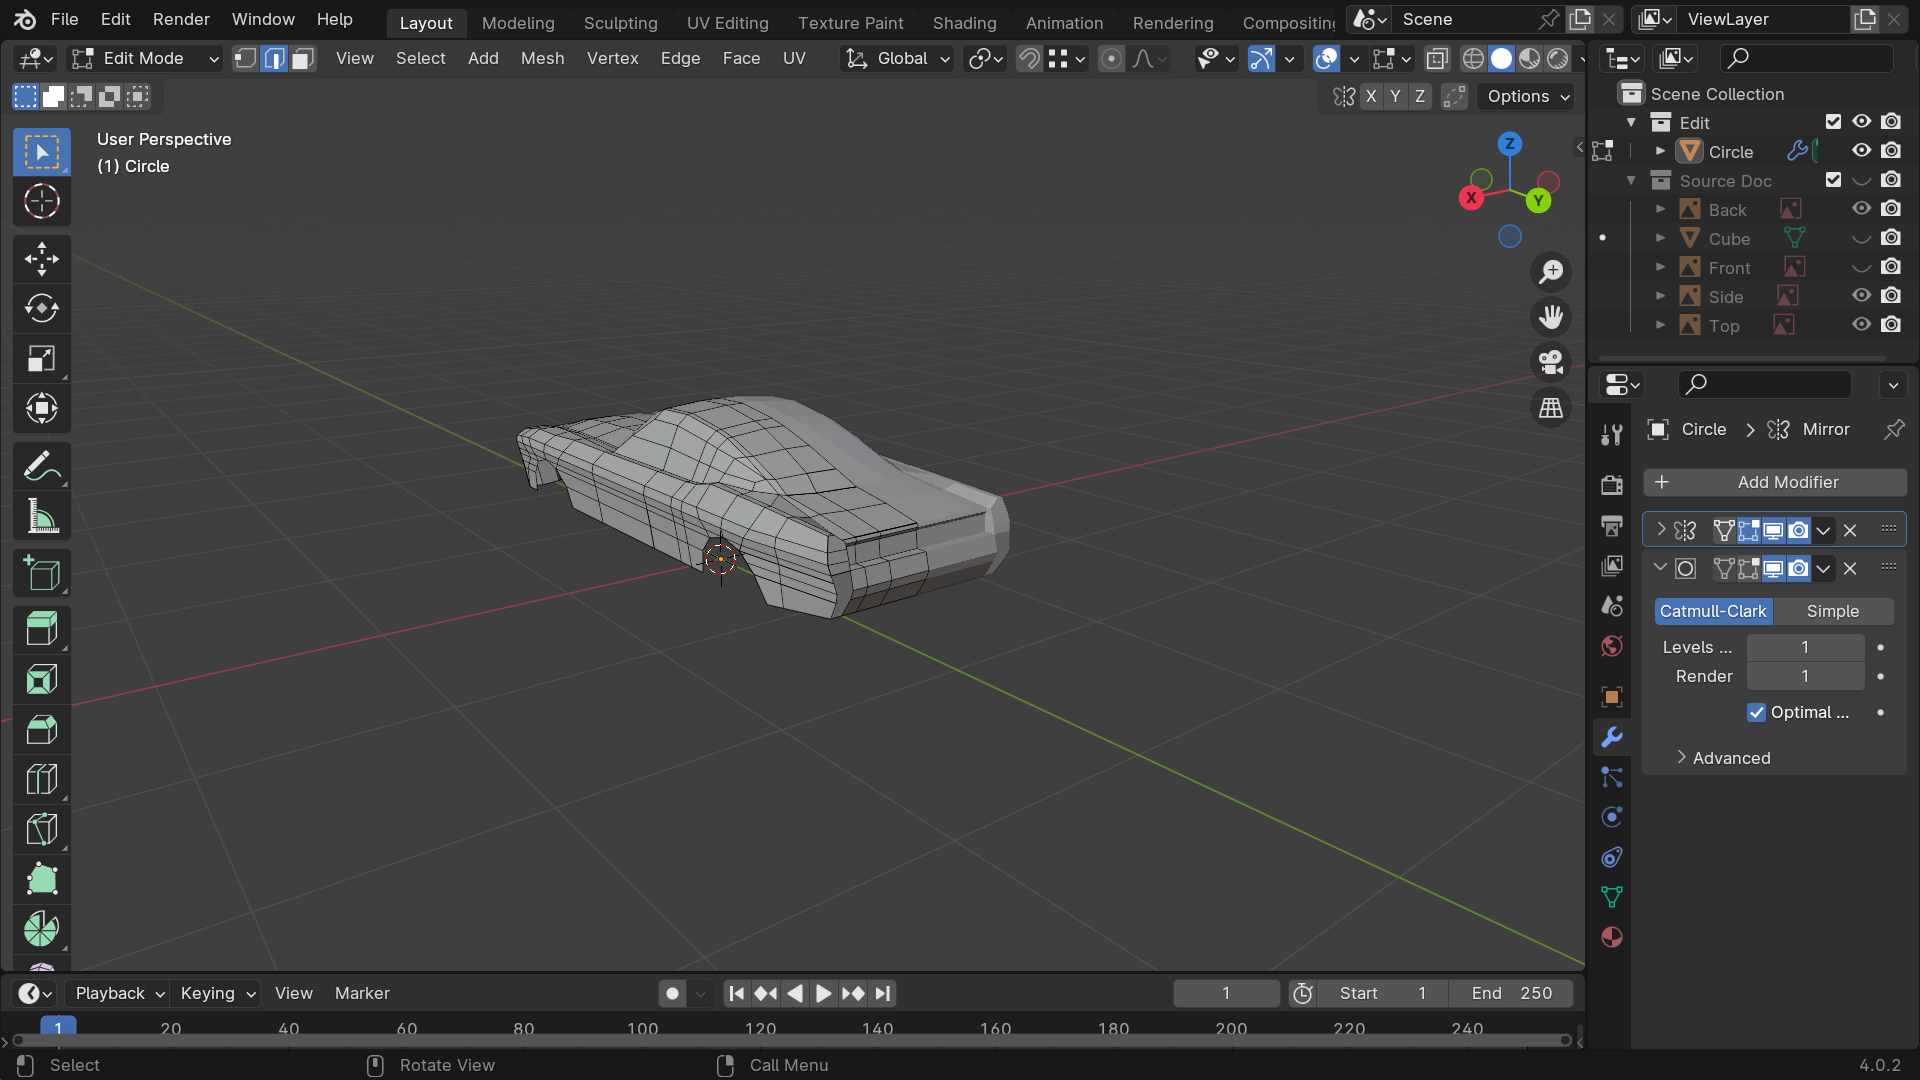 File Edit Render Window Help Layout Modeling Sculpting UV Editing Texture Paint Shading Animation Rendering Compositing Scene ViewLayer
Edit Mode View Select Add Mesh Vertex Edge Face UV Global
X Y Z Options
User Perspective
(1) Circle
Z
X
Y
Scene Collection
Edit
Circle
Source Doc
Back
Cube
Front
Side
Top
Circle > Mirror
+ Add Modifier
Catmull-Clark Simple
Levels ... 1
Render 1
Optimal ...
Advanced
Playback Keying View Marker 1 Start 1 End 250
1 20 40 60 80 100 120 140 160 180 200 220 240
Select Rotate View Call Menu 4.0.2